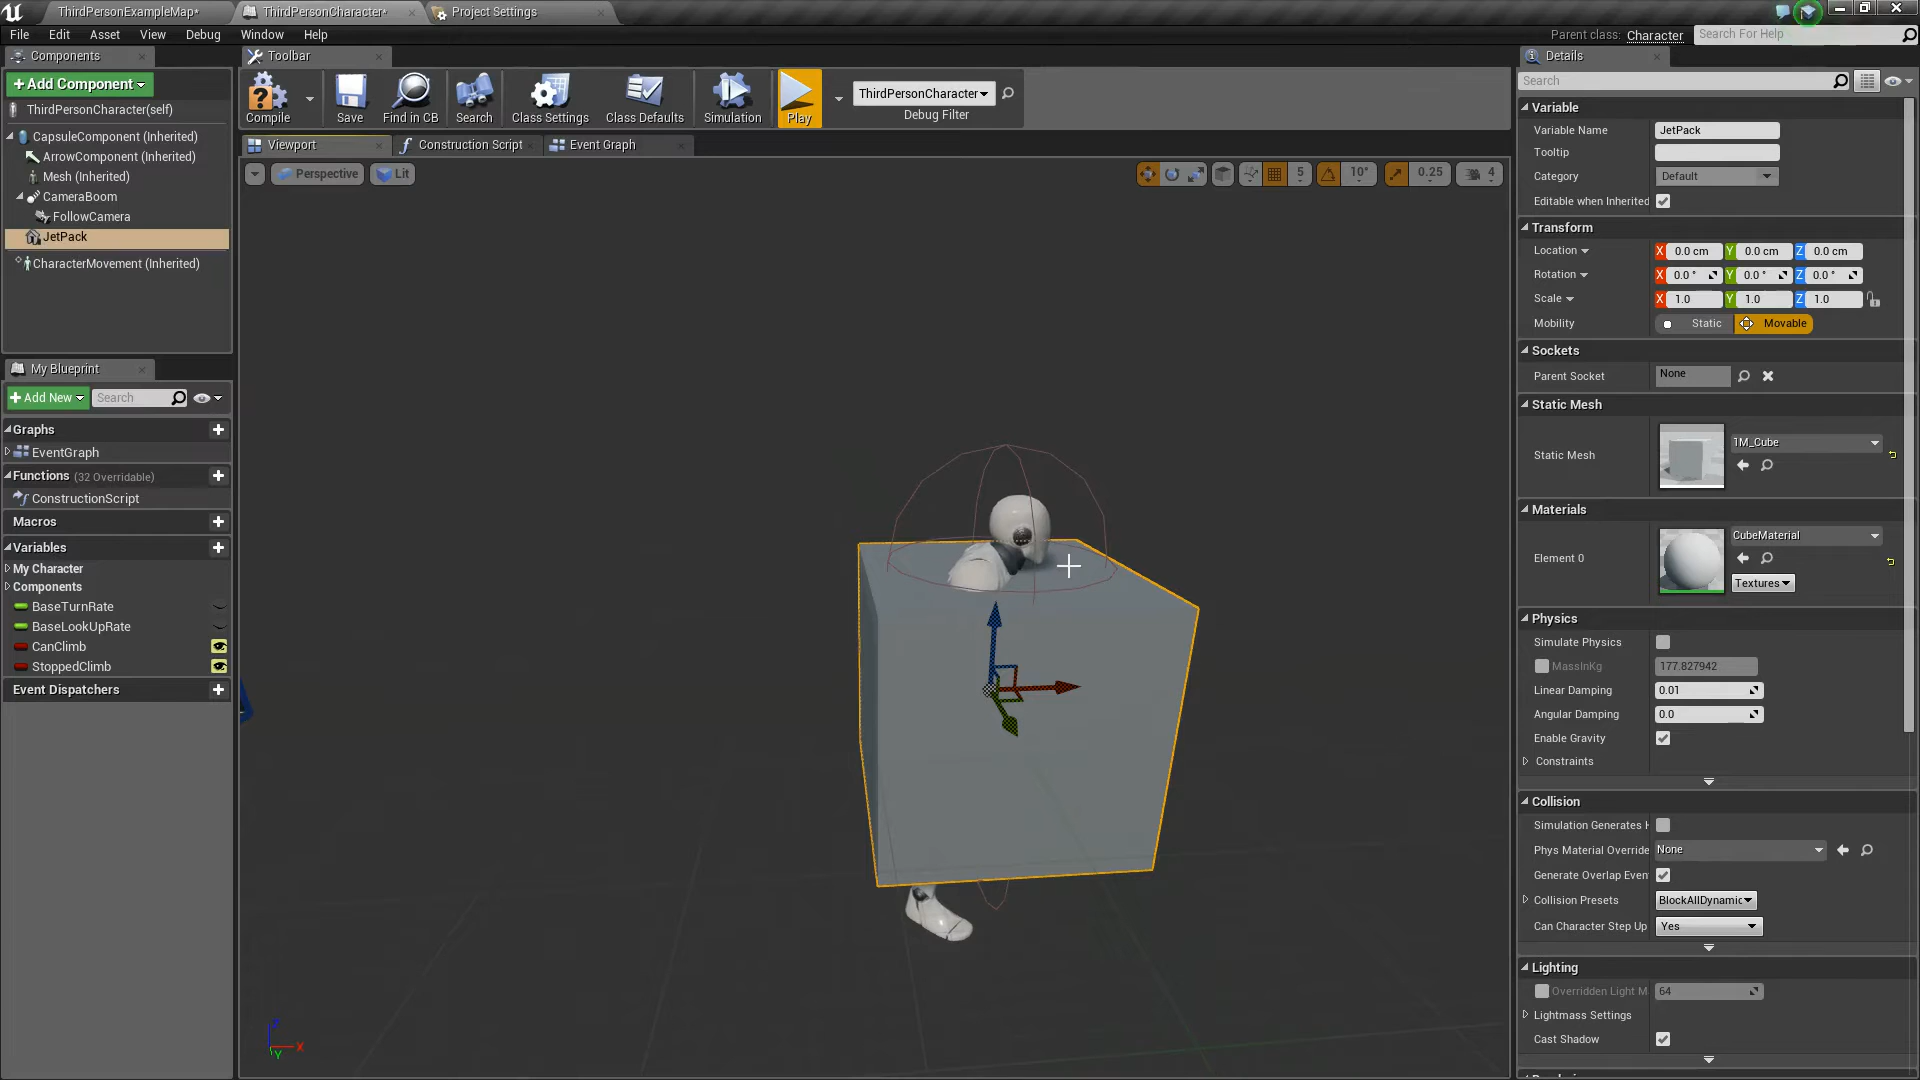 ThirdPersonExampleMap*
ThirdPersonCharacter*
Project Settings
File Edit Asset View Debug Window Help
Parent class: Character
Search For Help
Components
Toolbar
Details
+Add Component
ThirdPersonCharacter(self)
CapsuleComponent (Inherited)
ArrowComponent (Inherited)
Mesh (Inherited)
CameraBoom
FollowCamera
JetPack
CharacterMovement (Inherited)
Compile
Save
Find in CB
Search
Class Settings
Class Defaults
Simulation
Play
ThirdPersonCharacter
Debug Filter
Viewport
Construction Script
Event Graph
Perspective
Lit
5
10°
0.25
4
My Blueprint
+Add New
Search
Graphs
EventGraph
Functions (32 Overridable)
ConstructionScript
Macros
Variables
My Character
Components
BaseTurnRate
BaseLookUpRate
CanClimb
StoppedClimb
Event Dispatchers
Z
X
Y
Search
Variable
Variable Name JetPack
Tooltip
Category Default
Editable when Inherited
Transform
Location X 0.0 cm Y 0.0 cm Z 0.0 cm
Rotation X 0.0 ° Y 0.0 ° Z 0.0 °
Scale X 1.0 Y 1.0 Z 1.0
Mobility Static Movable
Sockets
Parent Socket None
Static Mesh
Static Mesh 1M_Cube
Materials
Element 0 CubeMaterial
Textures
Physics
Simulate Physics
MassInKg 177.827942
Linear Damping 0.01
Angular Damping 0.0
Enable Gravity
Constraints
Collision
Simulation Generates H
Phys Material Override None
Generate Overlap Even
Collision Presets BlockAllDynamic
Can Character Step Up Yes
Lighting
Overridden Light M 64
Lightmass Settings
Cast Shadow